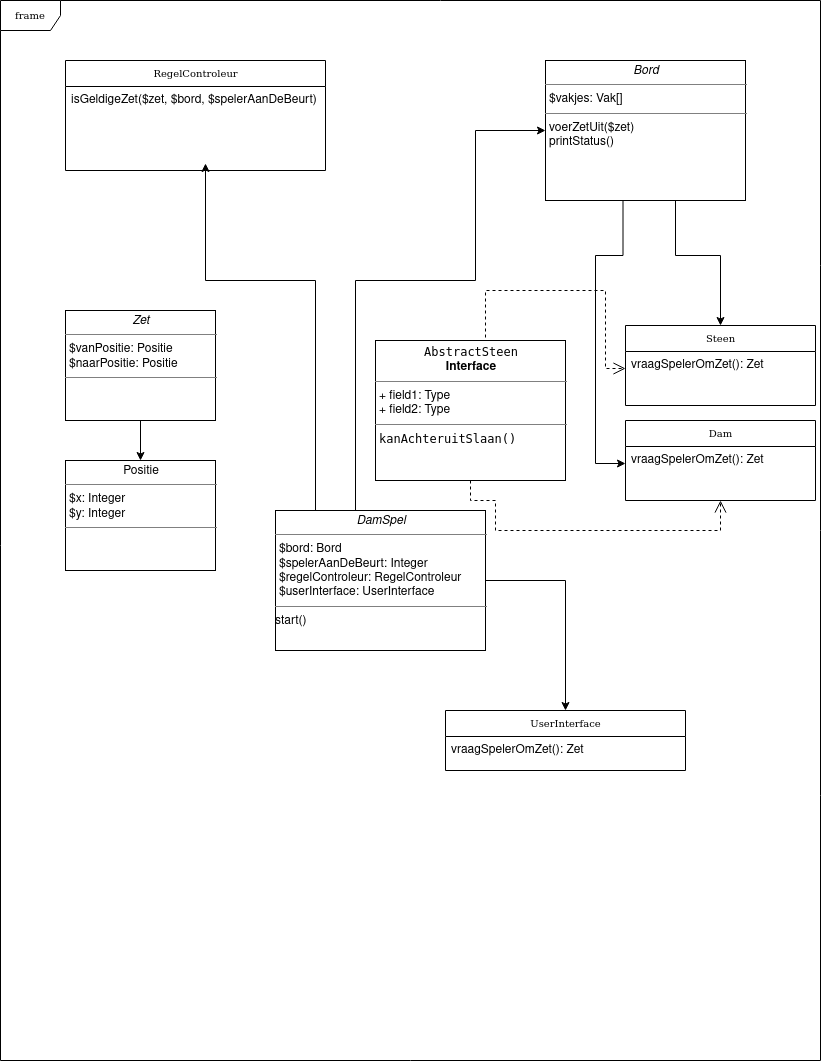 frame
RegelControleur
isGeldigeZet($zet, $bord, $spelerAanDeBeurt)
Bord
$vakjes: Vak[]
voerZetUit($zet)
printStatus()
Zet
$vanPositie: Positie
$naarPositie: Positie
Positie
$x: Integer
$y: Integer
AbstractSteen
Interface
+ field1: Type
+ field2: Type
kanAchteruitSlaan()
Steen
vraagSpelerOmZet(): Zet
Dam
vraagSpelerOmZet(): Zet
DamSpel
$bord: Bord
$spelerAanDeBeurt: Integer
$regelControleur: RegelControleur
$userInterface: UserInterface
start()
UserInterface
vraagSpelerOmZet(): Zet